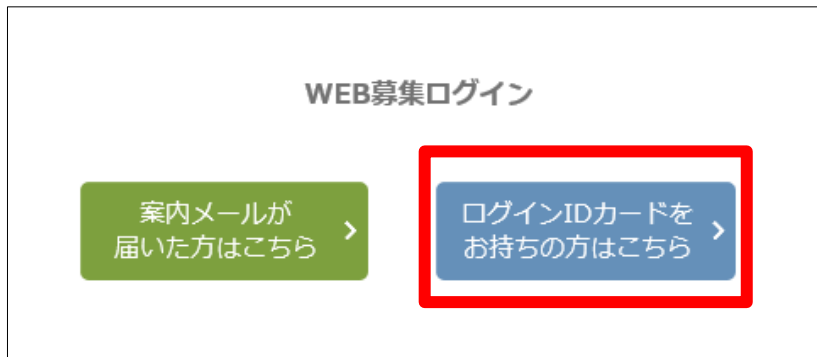 WEB募集ログイン
案内メールが
届いた方はこちら
ログインIDカードを
お持ちの方はこちら